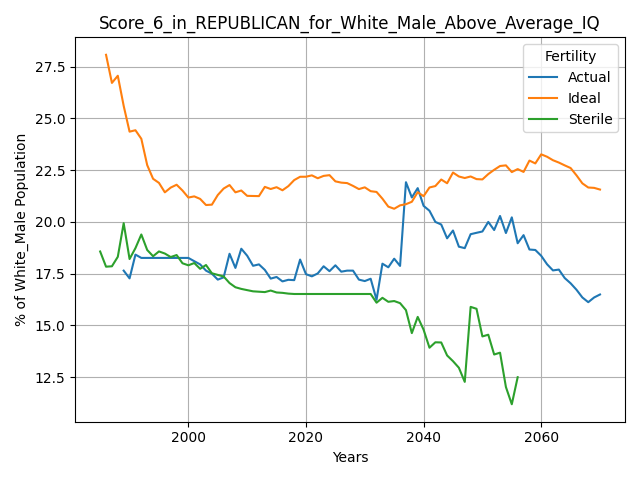 Score_6_in_REPUBLICAN_for_White_Male_Above_Average_IQ
Fertility
Actual
Ideal
Sterile
% of White_Male Population
27.5
25.0
22.5
20.0
17.5
15.0
12.5
2000
2020
2040
2060
Years